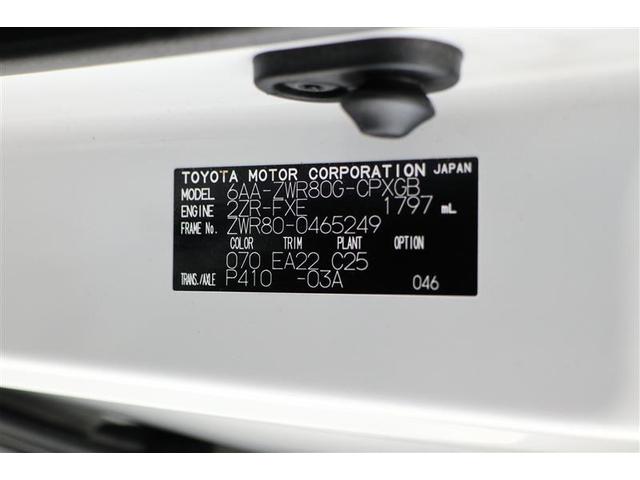 TOYOTA MOTOR CORPORATION JAPAN
MODEL 6AA-ZWR80G-CPXGB
ENGINE 2ZR-FXE 1797 mL
FRAME No. ZWR80-0465249
COLOR TRIM PLANT OPTION
070 EA22 C25
TRANS./AXLE P410 -03A 046